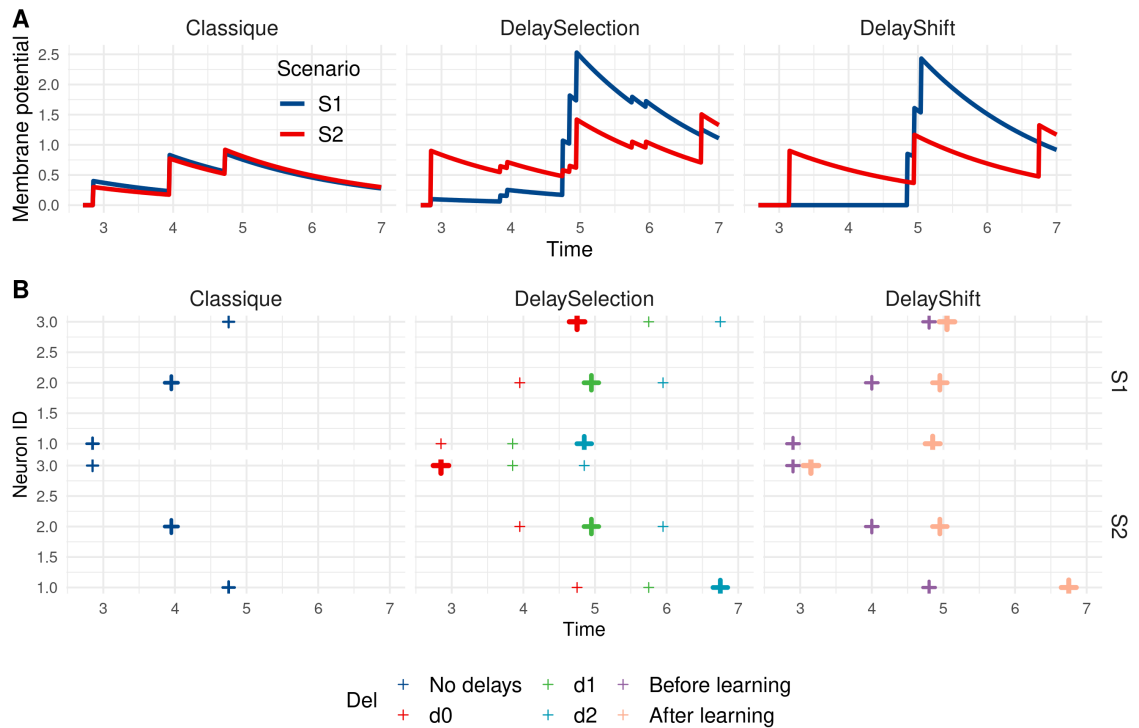 A
Classique DelaySelection DelayShift
Membrane potential
2.5
2.0
1.5
1.0
0.5
0.0
Scenario
S1
S2
3 4 5 6 7 3 4 5 6 7 3 4 5 6 7
Time
B
Classique DelaySelection DelayShift
Neuron ID
3.0
2.5
2.0
1.5
1.0
S1
3.0
2.5
2.0
1.5
1.0
S2
3 4 5 6 7 3 4 5 6 7 3 4 5 6 7
Time
Del
No delays d1 Before learning
d0 d2 After learning